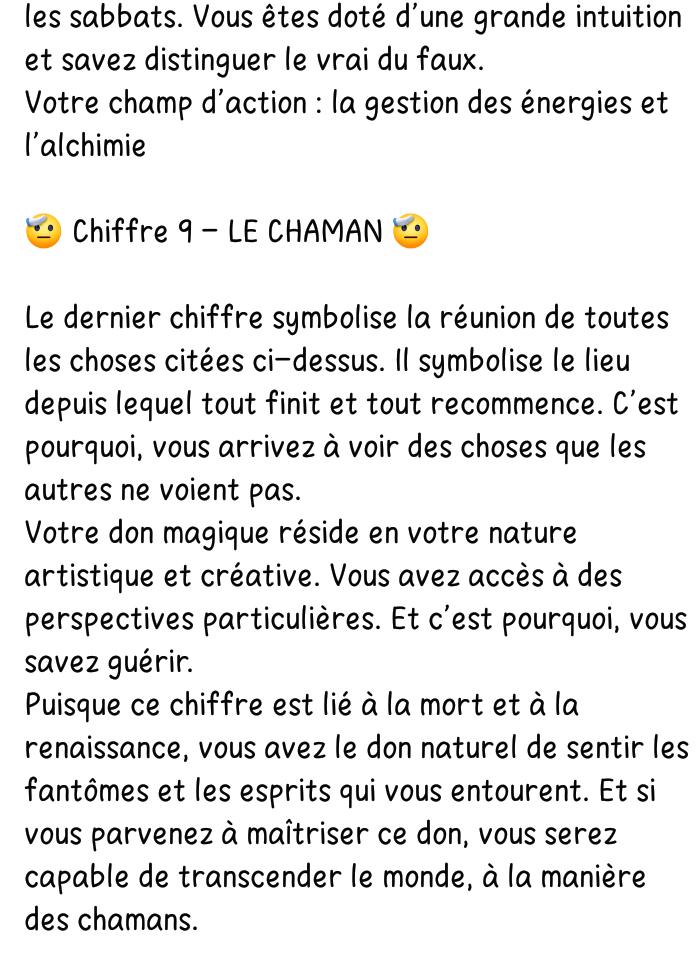 les sabbats. Vous êtes doté d’une grande intuition
et savez distinguer le vrai du faux.
Votre champ d’action : la gestion des énergies et
l’alchimie
🤕 Chiffre 9 – LE CHAMAN 🤕
Le dernier chiffre symbolise la réunion de toutes
les choses citées ci-dessus. Il symbolise le lieu
depuis lequel tout finit et tout recommence. C’est
pourquoi, vous arrivez à voir des choses que les
autres ne voient pas.
Votre don magique réside en votre nature
artistique et créative. Vous avez accès à des
perspectives particulières. Et c’est pourquoi, vous
savez guérir.
Puisque ce chiffre est lié à la mort et à la
renaissance, vous avez le don naturel de sentir les
fantômes et les esprits qui vous entourent. Et si
vous parvenez à maîtriser ce don, vous serez
capable de transcender le monde, à la manière
des chamans.